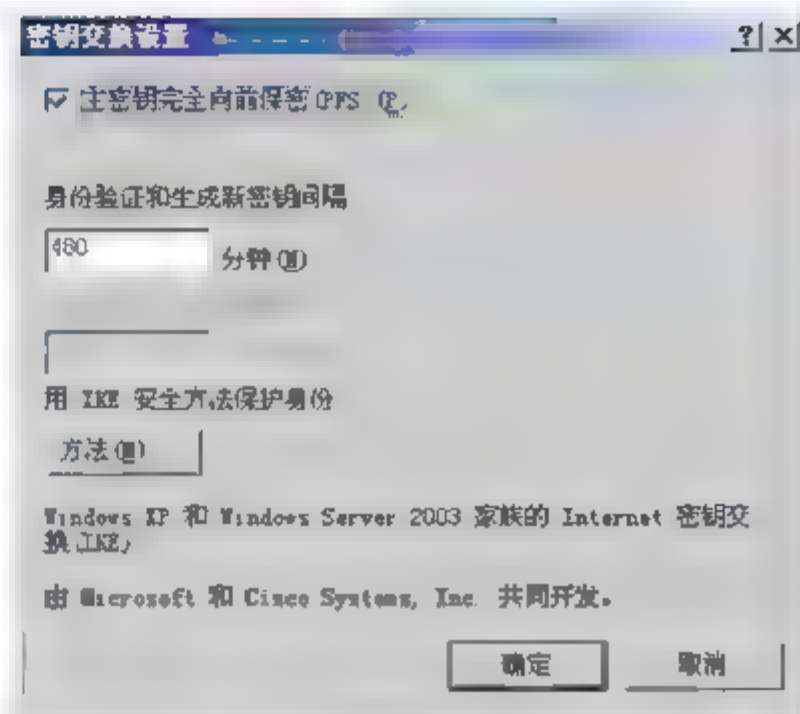 密钥交换设置
主密钥完全向前保密(PFS)(P)
身份验证和生成新密钥间隔
480
分钟(M)
用 IKE 安全方法保护身份
方法(M)
Windows XP 和 Windows Server 2003 家族的 Internet 密钥交
换(IKE)
由 Microsoft 和 Cisco Systems, Inc. 共同开发。
确定
取消